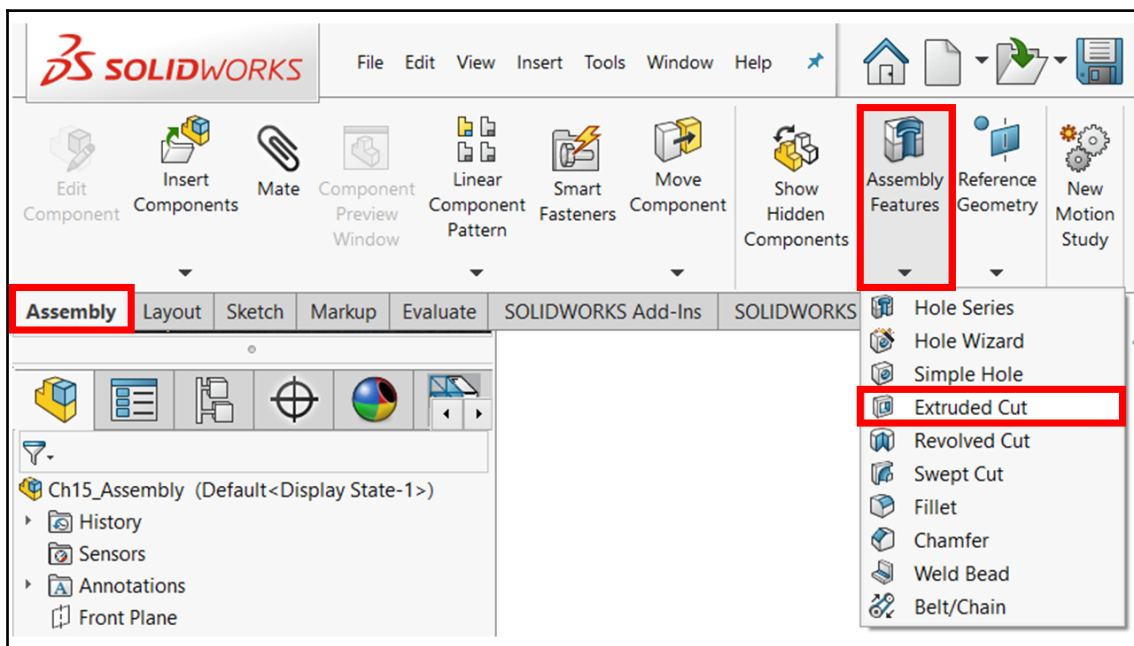 SOLIDWORKS
File Edit View Insert Tools Window Help
Edit
Component
Insert
Components
Mate
Component
Preview
Window
Linear
Component
Pattern
Smart
Fasteners
Move
Component
Show
Hidden
Components
Assembly
Features
Reference
Geometry
New
Motion
Study
Assembly Layout Sketch Markup Evaluate SOLIDWORKS Add-Ins SOLIDWORKS
Hole Series
Hole Wizard
Simple Hole
Extruded Cut
Revolved Cut
Swept Cut
Fillet
Chamfer
Weld Bead
Belt/Chain
Ch15_Assembly (Default<Display State-1>)
History
Sensors
Annotations
Front Plane